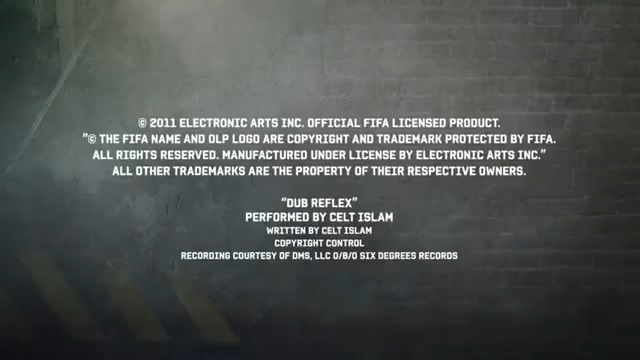 © 2011 ELECTRONIC ARTS INC. OFFICIAL FIFA LICENSED PRODUCT.
"© THE FIFA NAME AND OLP LOGO ARE COPYRIGHT AND TRADEMARK PROTECTED BY FIFA.
ALL RIGHTS RESERVED. MANUFACTURED UNDER LICENSE BY ELECTRONIC ARTS INC."
ALL OTHER TRADEMARKS ARE THE PROPERTY OF THEIR RESPECTIVE OWNERS.
"DUB REFLEX"
PERFORMED BY CELT ISLAM
WRITTEN BY CELT ISLAM
COPYRIGHT CONTROL
RECORDING COURTESY OF DMS, LLC O/B/O SIX DEGREES RECORDS